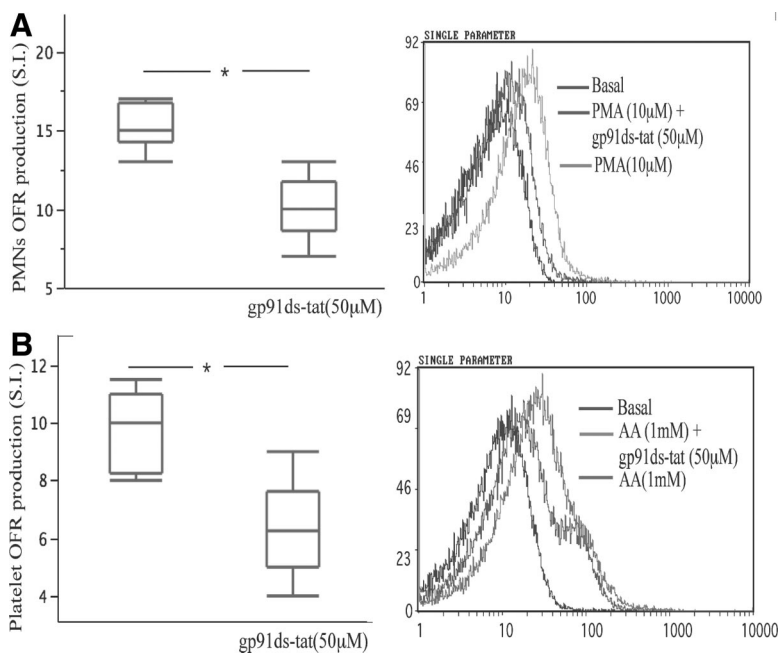 A
PMNs OFR production (S.I.)
20
15
10
5
*
gp91ds-tat(50µM)
SINGLE PARAMETER
92
69
46
23
0
1
10
100
1000
10000
Basal
PMA (10µM) +
gp91ds-tat (50µM)
PMA(10µM)
B
Platelet OFR production (S.I.)
12
10
8
6
4
*
gp91ds-tat(50µM)
SINGLE PARAMETER
92
69
46
23
0
1
10
100
1000
10000
Basal
AA (1mM) +
gp91ds-tat (50µM)
AA(1mM)